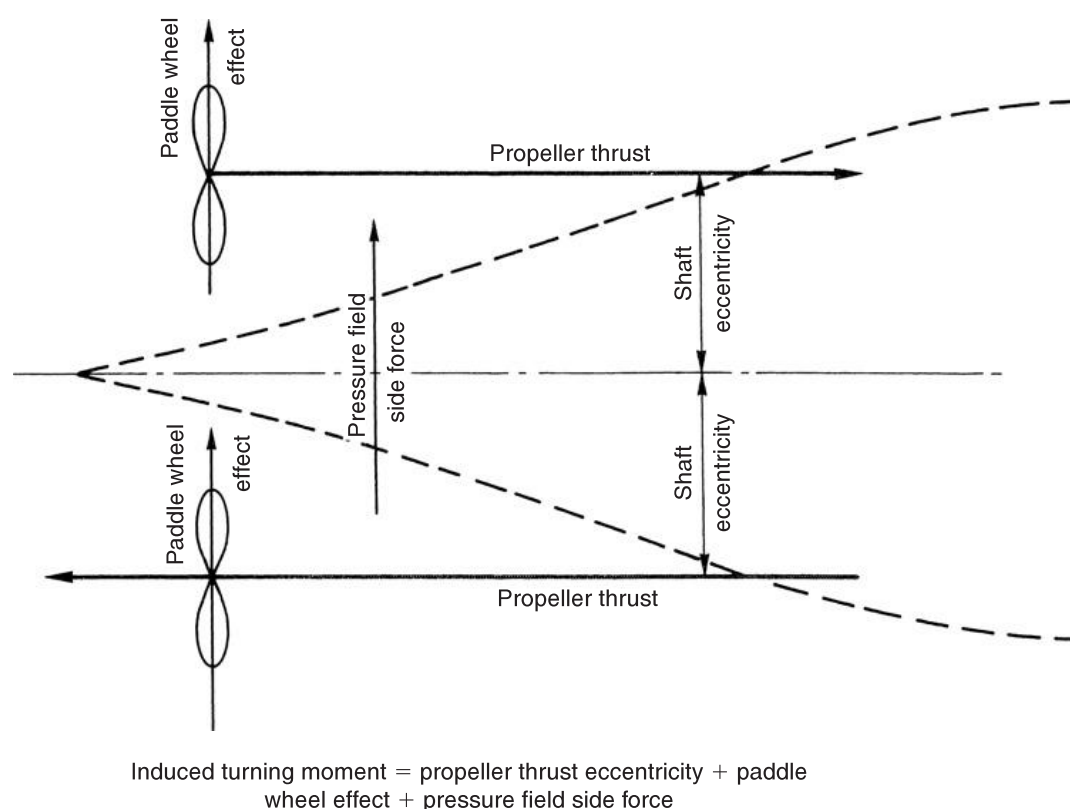 Paddle wheel
effect
Propeller thrust
Shaft
eccentricity
Pressure field
side force
Paddle wheel
effect
Shaft
eccentricity
Propeller thrust
Induced turning moment = propeller thrust eccentricity + paddle
wheel effect + pressure field side force